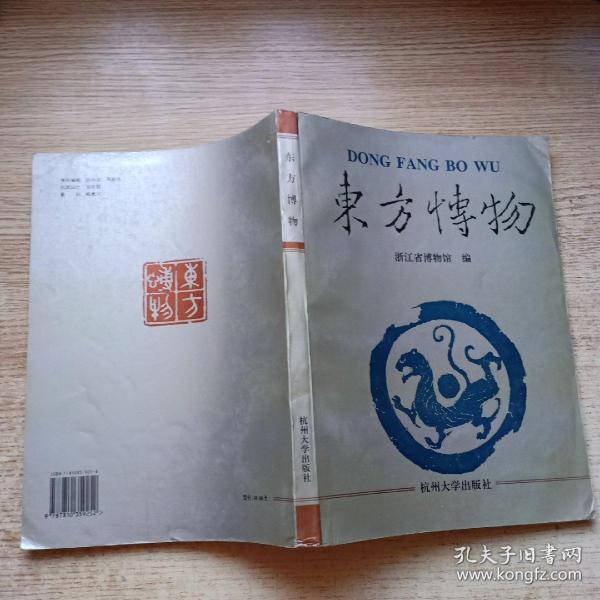 DONG FANG BO WU
東方博物
浙江省博物馆 编
杭州大学出版社
东方博物
杭州大学出版社
東方
博物
孔夫子旧书网
www.kongfz.com